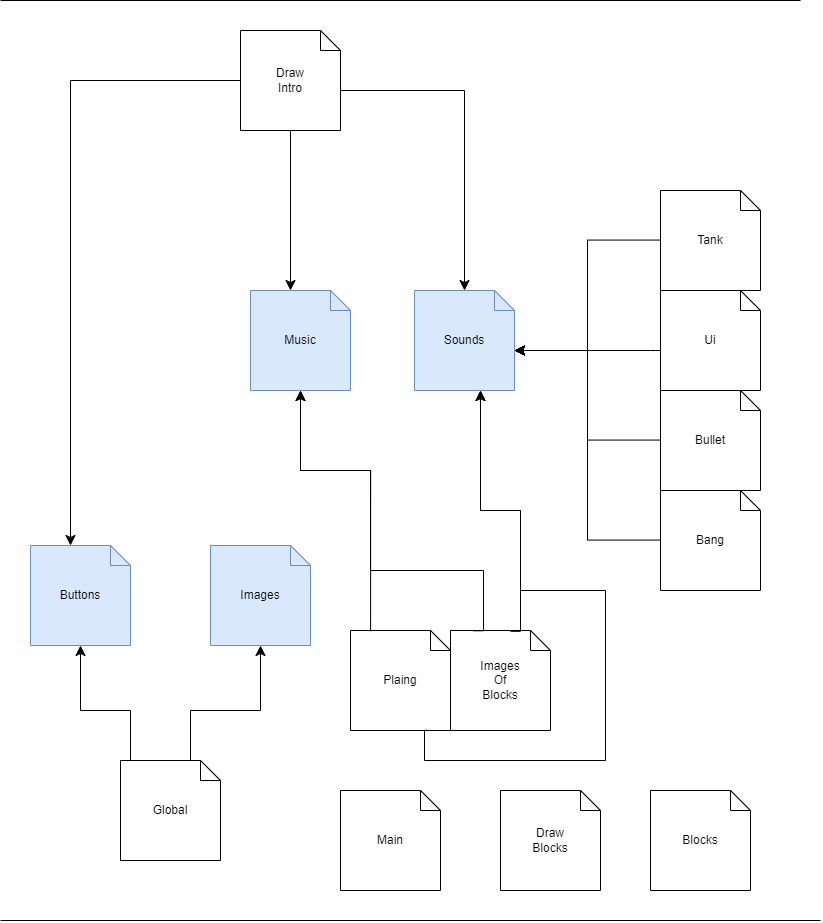 Draw
Intro
Tank
Music
Sounds
Ui
Bullet
Bang
Buttons
Images
Plaing
Images
Of
Blocks
Global
Main
Draw
Blocks
Blocks